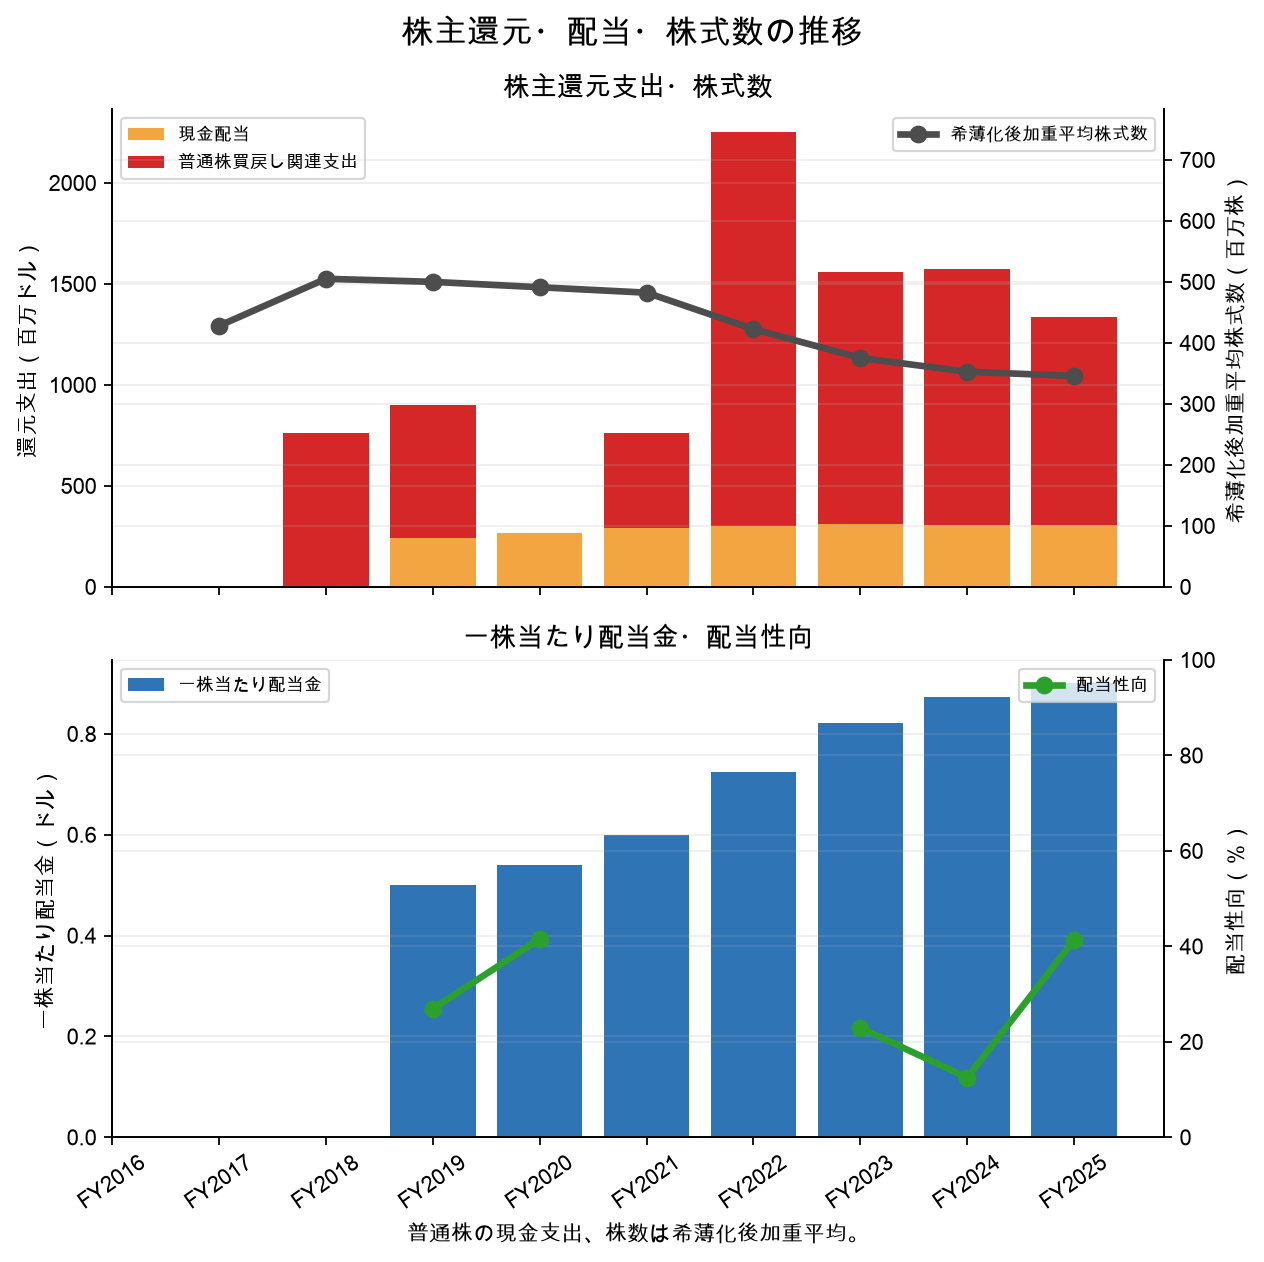 株主還元・配当・株式数の推移
株主還元支出・株式数
現金配当
普通株買戻し関連支出
希薄化後加重平均株式数
還元支出(百万ドル)
2000
1500
1000
500
0
700
600
500
400
300
200
100
0
希薄化後加重平均株式数(百万株)
一株当たり配当金・配当性向
一株当たり配当金
配当性向
一株当たり配当金(ドル)
0.8
0.6
0.4
0.2
0.0
100
80
60
40
20
0
配当性向(%)
FY2016
FY2017
FY2018
FY2019
FY2020
FY2021
FY2022
FY2023
FY2024
FY2025
普通株の現金支出、株数は希薄化後加重平均。